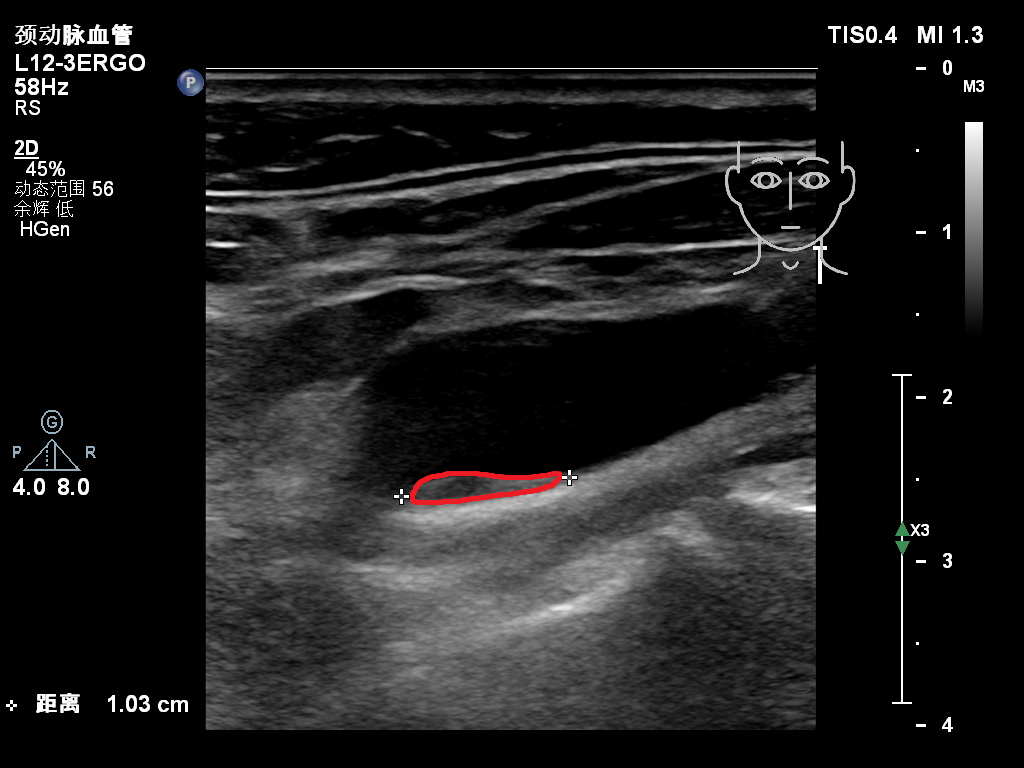 颈动脉血管
L12-3ERGO
58Hz
RS
2D
45%
动态范围 56
余辉 低
HGen
P
TIS0.4 MI 1.3
0
M3
1
2
X3
3
4
G
P R
4.0 8.0
距离 1.03 cm